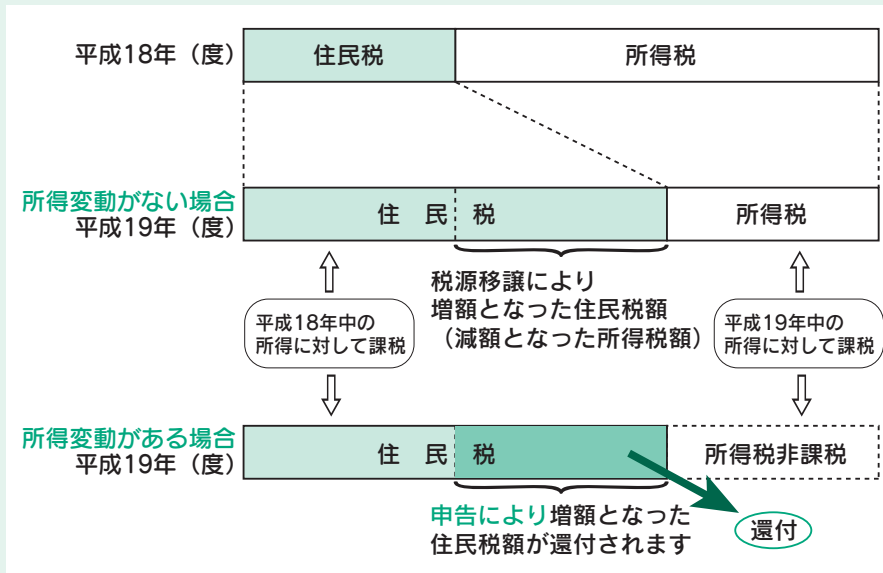 平成18年（度）
住民税
所得税
所得変動がない場合
平成19年（度）
住　民　税
所得税
税源移譲により
増額となった住民税額
（減額となった所得税額）
平成18年中の
所得に対して課税
平成19年中の
所得に対して課税
所得変動がある場合
平成19年（度）
住　民　税
所得税非課税
申告により増額となった
住民税額が還付されます
還付